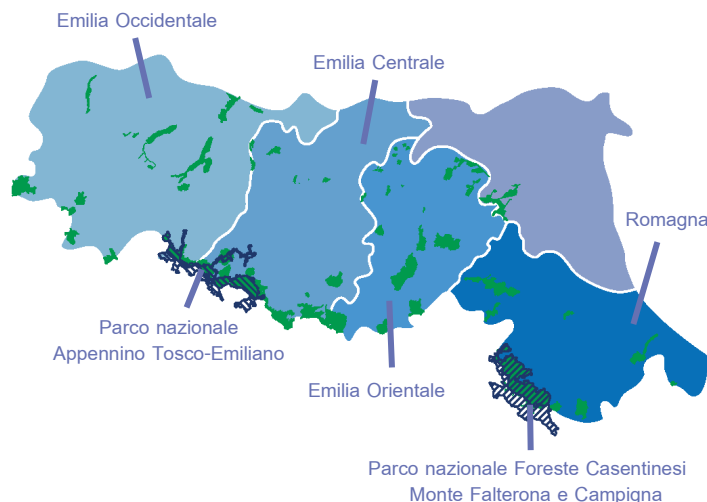 Emilia Occidentale
Emilia Centrale
Romagna
Parco nazionale
Appennino Tosco-Emiliano
Emilia Orientale
Parco nazionale Foreste Casentinesi
Monte Falterona e Campigna